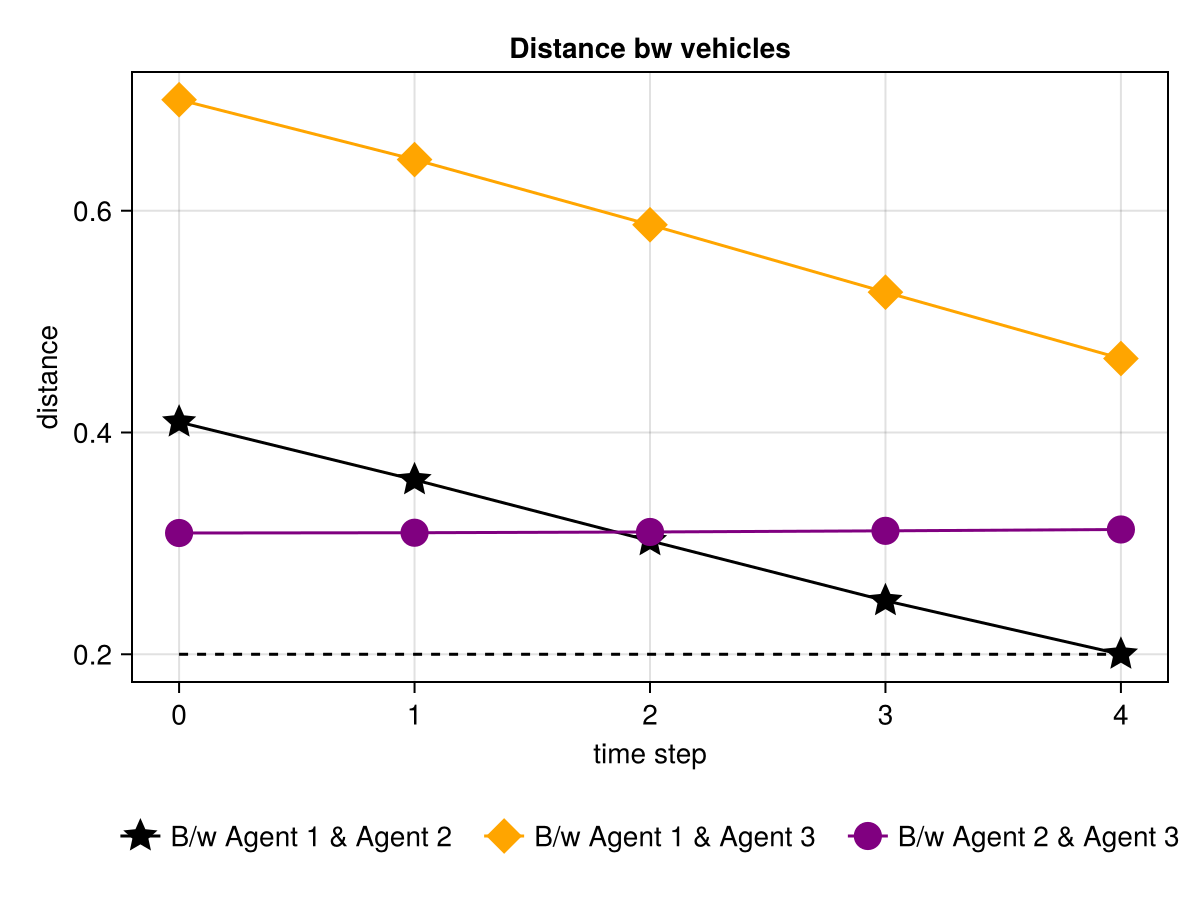 Distance bw vehicles
distance
0.6
0.4
0.2
0 1 2 3 4
time step
B/w Agent 1 & Agent 2 B/w Agent 1 & Agent 3 B/w Agent 2 & Agent 3